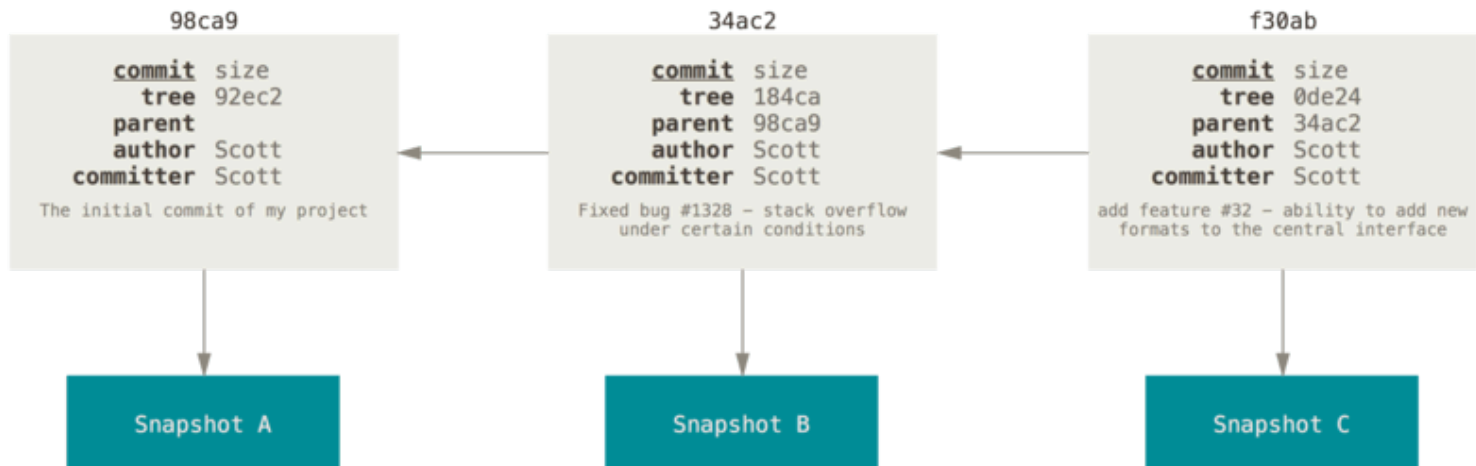 98ca9
commit size
tree 92ec2
parent
author Scott
committer Scott
The initial commit of my project
Snapshot A
34ac2
commit size
tree 184ca
parent 98ca9
author Scott
committer Scott
Fixed bug #1328 – stack overflow
under certain conditions
Snapshot B
f30ab
commit size
tree 0de24
parent 34ac2
author Scott
committer Scott
add feature #32 – ability to add new
formats to the central interface
Snapshot C